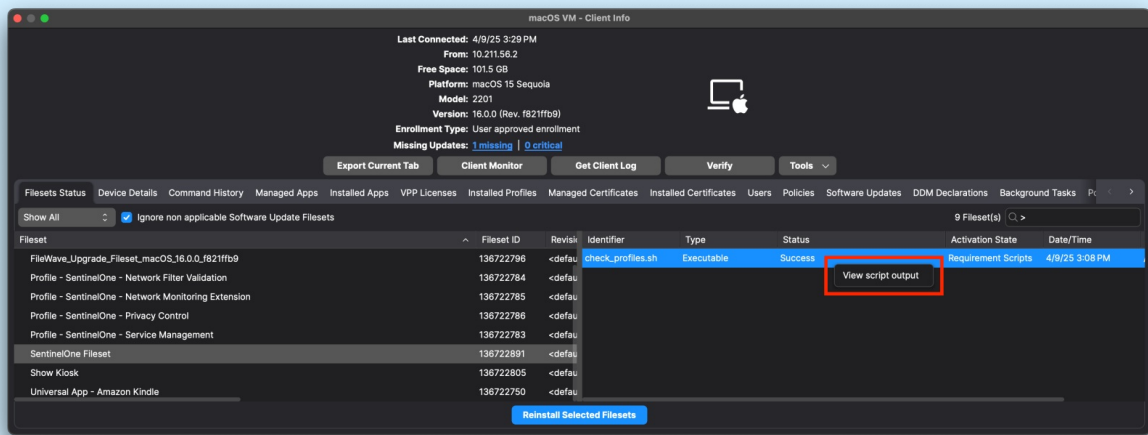 macOS VM - Client Info
Last Connected: 4/9/25 3:29 PM
From: 10.211.56.2
Free Space: 101.5 GB
Platform: macOS 15 Sequoia
Model: 2201
Version: 16.0.0 (Rev. f821ffb9)
Enrollment Type: User approved enrollment
Missing Updates: 1 missing | 0 critical
Export Current Tab Client Monitor Get Client Log Verify Tools
Filesets Status Device Details Command History Managed Apps Installed Apps VPP Licenses Installed Profiles Managed Certificates Installed Certificates Users Policies Software Updates DDM Declarations Background Tasks
Show All Ignore non applicable Software Update Filesets 9 Fileset(s) >
Fileset Fileset ID Revisi Identifier Type Status Activation State Date/Time
FileWave_Upgrade_Fileset_macOS_16.0.0_f821ffb9 136722796 <defau check_profiles.sh Executable Success Requirement Scripts 4/9/25 3:08 PM
Profile - SentinelOne - Network Filter Validation 136722784 <defau View script output
Profile - SentinelOne - Network Monitoring Extension 136722785 <defau
Profile - SentinelOne - Privacy Control 136722786 <defau
Profile - SentinelOne - Service Management 136722783 <defau
SentinelOne Fileset 136722891 <defau
Show Kiosk 136722805 <defau
Universal App - Amazon Kindle 136722750 <defau
Reinstall Selected Filesets